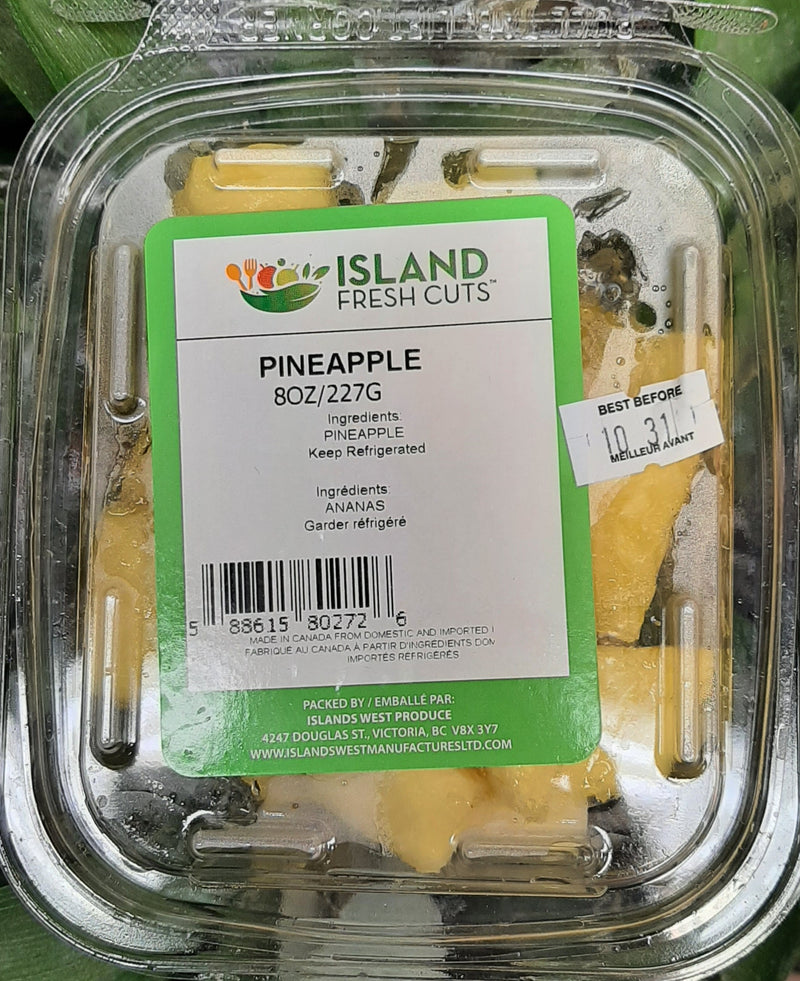 ISLAND
FRESH CUTS™
PINEAPPLE
8OZ/227G
Ingredients:
PINEAPPLE
Keep Refrigerated
Ingrédients:
ANANAS
Garder réfrigéré
5 88615 80272 6
MADE IN CANADA FROM DOMESTIC AND IMPORTED I
FABRIQUÉ AU CANADA À PARTIR D'INGRÉDIENTS DOM
IMPORTÉS RÉFRIGÉRÉS
PACKED BY / EMBALLÉ PAR:
ISLANDS WEST PRODUCE
4247 DOUGLAS ST., VICTORIA, BC V8X 3Y7
WWW.ISLANDSWESTMANUFACTURESLTD.COM
BEST BEFORE
10 31
MEILLEUR AVANT